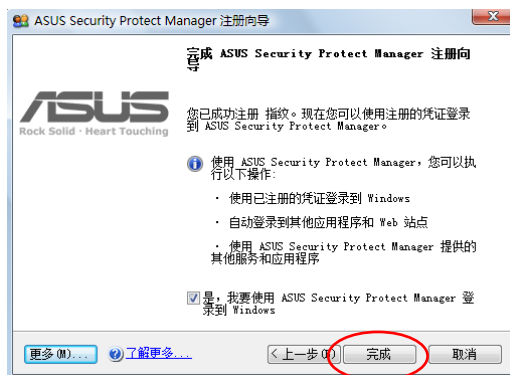 ASUS Security Protect Manager 注册向导
完成 ASUS Security Protect Manager 注册向
导
ASUS
Rock Solid · Heart Touching
您已成功注册 指纹。现在您可以使用注册的凭证登录
到 ASUS Security Protect Manager。
使用 ASUS Security Protect Manager，您可以执
行以下操作:
· 使用已注册的凭证登录到 Windows
· 自动登录到其他应用程序和 Web 站点
· 使用 ASUS Security Protect Manager 提供的
其他服务和应用程序
是，我要使用 ASUS Security Protect Manager 登
录到 Windows
更多(M)... 了解更多... <上一步(P) 完成 取消